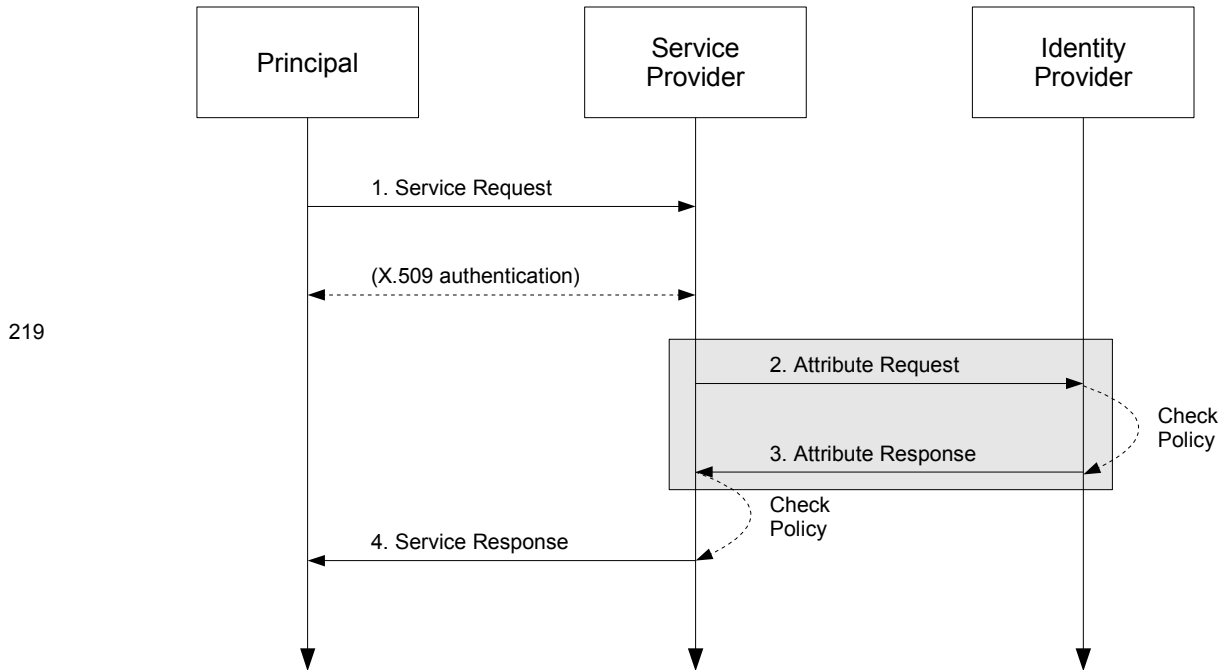 Principal
Service
Provider
Identity
Provider
1. Service Request
(X.509 authentication)
219
2. Attribute Request
Check
Policy
3. Attribute Response
Check
Policy
4. Service Response